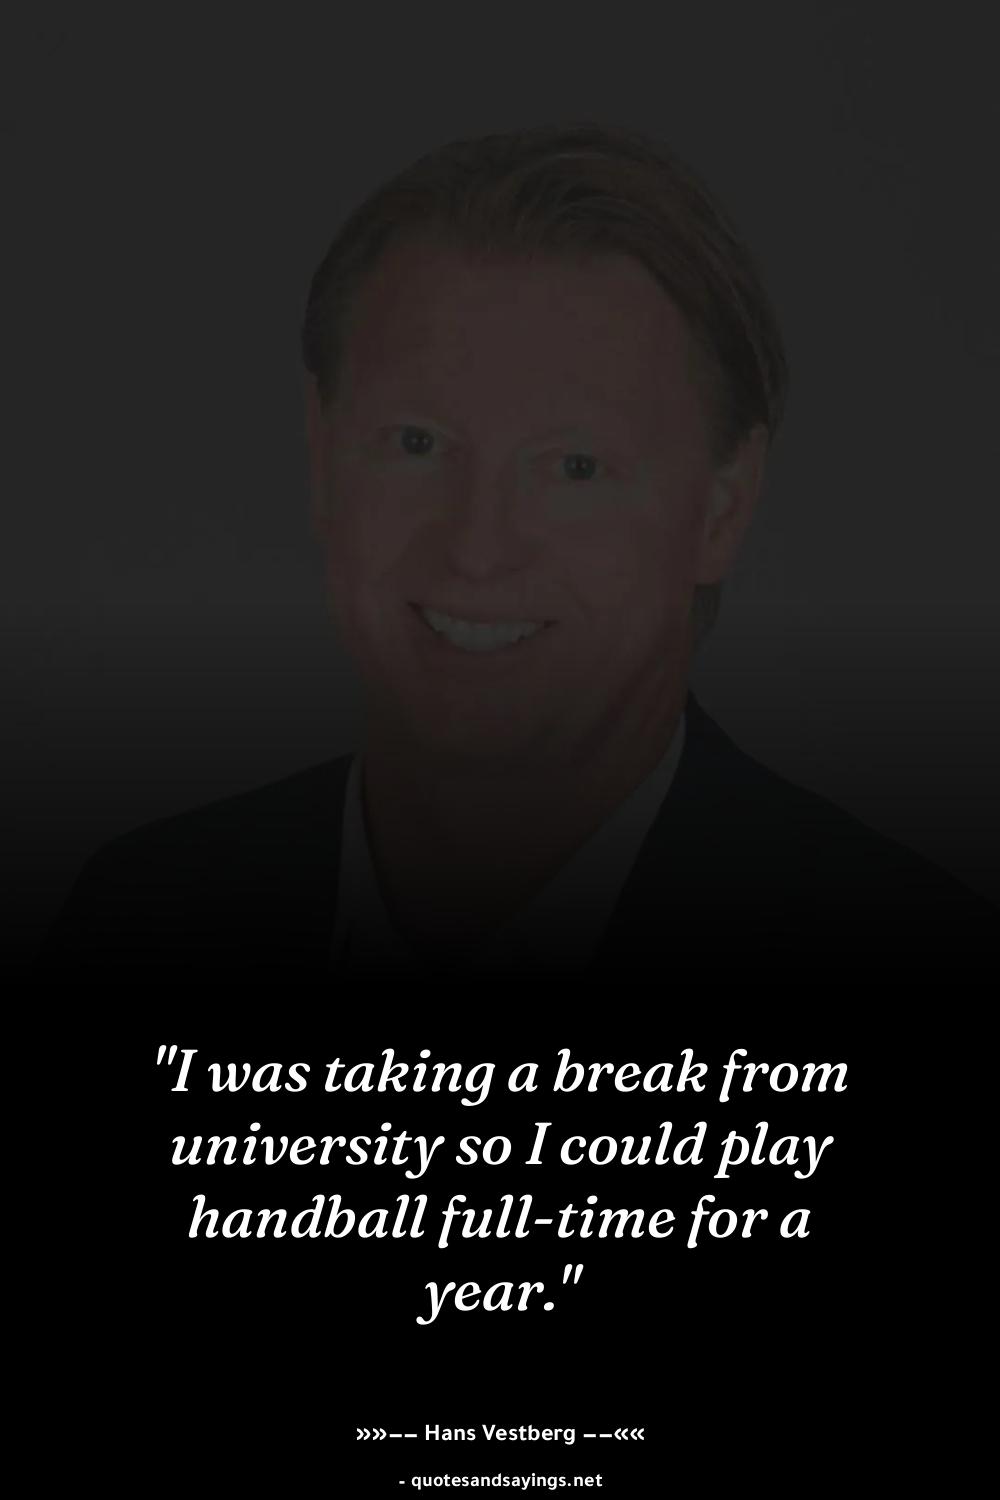 "I was taking a break from
university so I could play
handball full-time for a
year."
»»−− Hans Vestberg −−««
- quotesandsayings.net